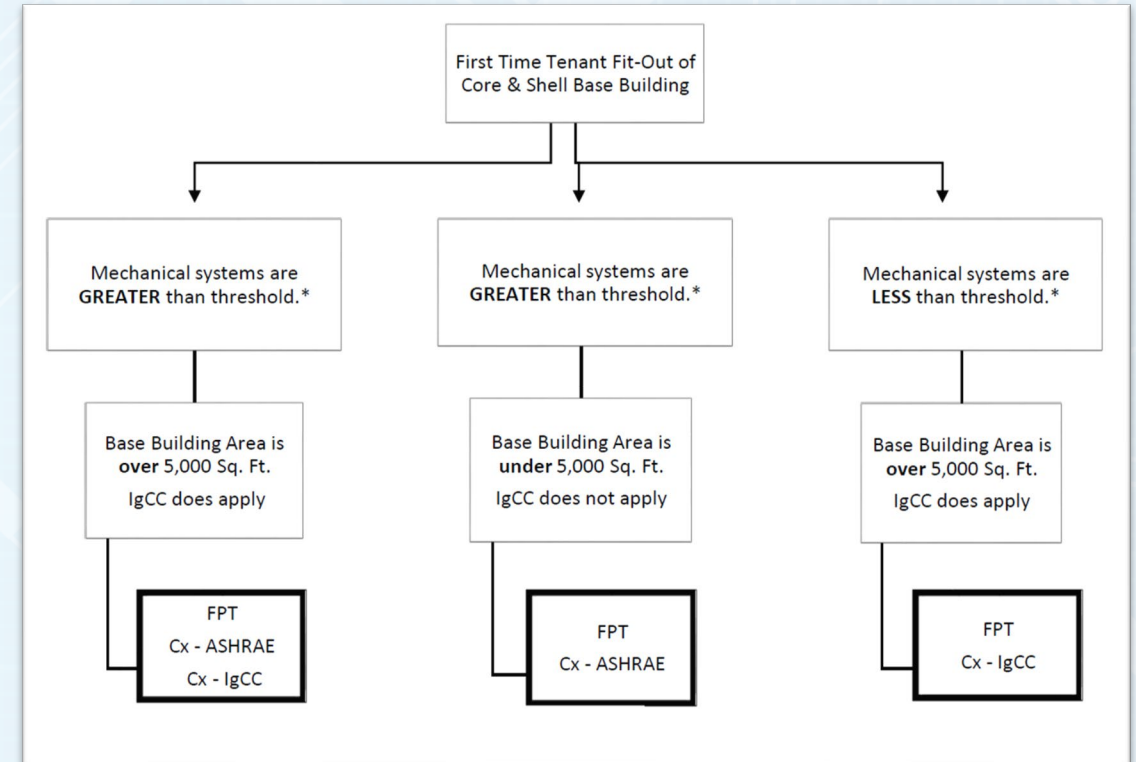 First Time Tenant Fit-Out of
Core & Shell Base Building
Mechanical systems are
GREATER than threshold.*
Base Building Area is
over 5,000 Sq. Ft.
IgCC does apply
FPT
Cx - ASHRAE
Cx - IgCC
Mechanical systems are
GREATER than threshold.*
Base Building Area is
under 5,000 Sq. Ft.
IgCC does not apply
FPT
Cx - ASHRAE
Mechanical systems are
LESS than threshold.*
Base Building Area is
over 5,000 Sq. Ft.
IgCC does apply
FPT
Cx - IgCC